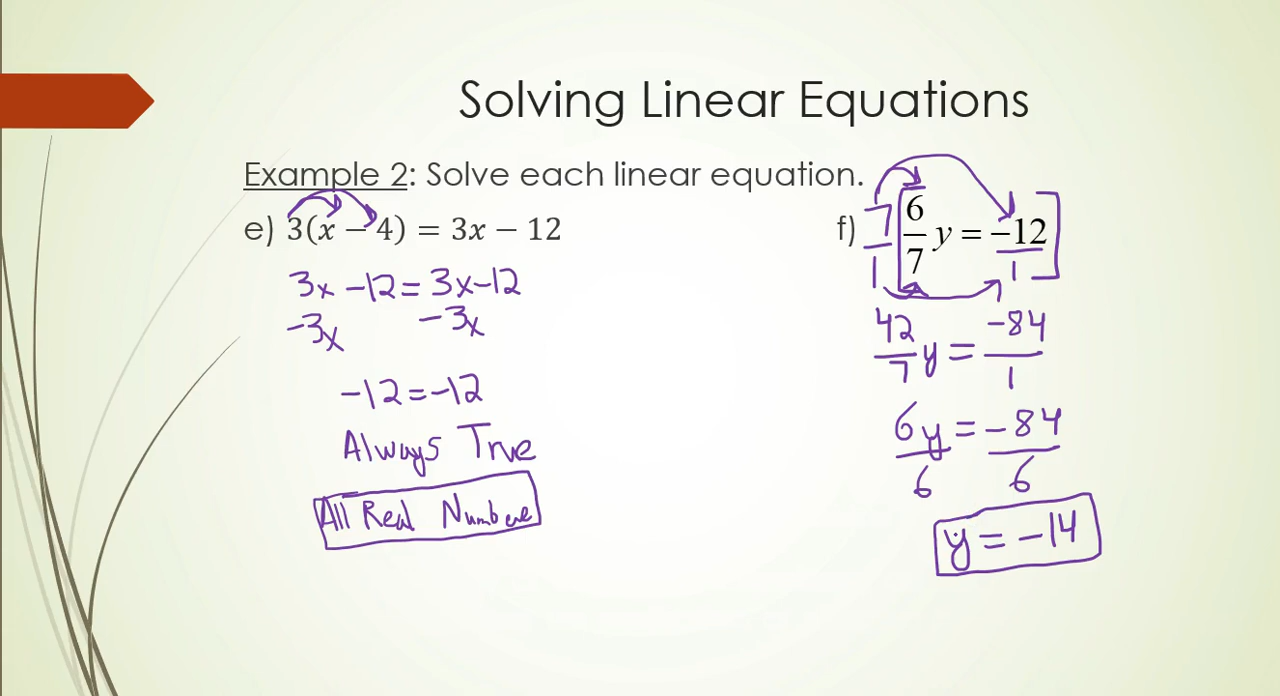 Solving Linear Equations
Example 2: Solve each linear equation.
e) 3(x − 4) = 3x − 12
3x −12 = 3x−12
−3x −3x
−12 = −12
Always True
All Real Numbers
f) 7/1 [6/7 y = −12/1]
42/7 y = −84/1
6y/6 = −84/6
y = −14